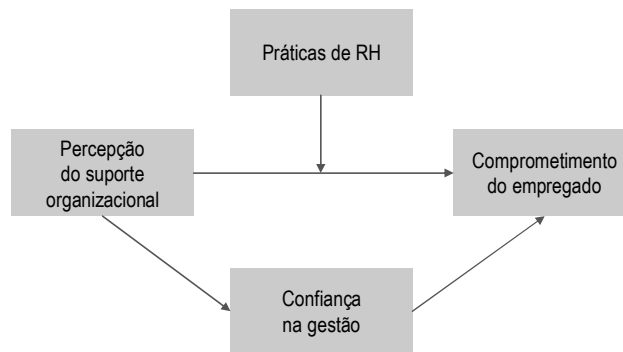 Práticas de RH
Percepção
do suporte
organizacional
Comprometimento
do empregado
Confiança
na gestão